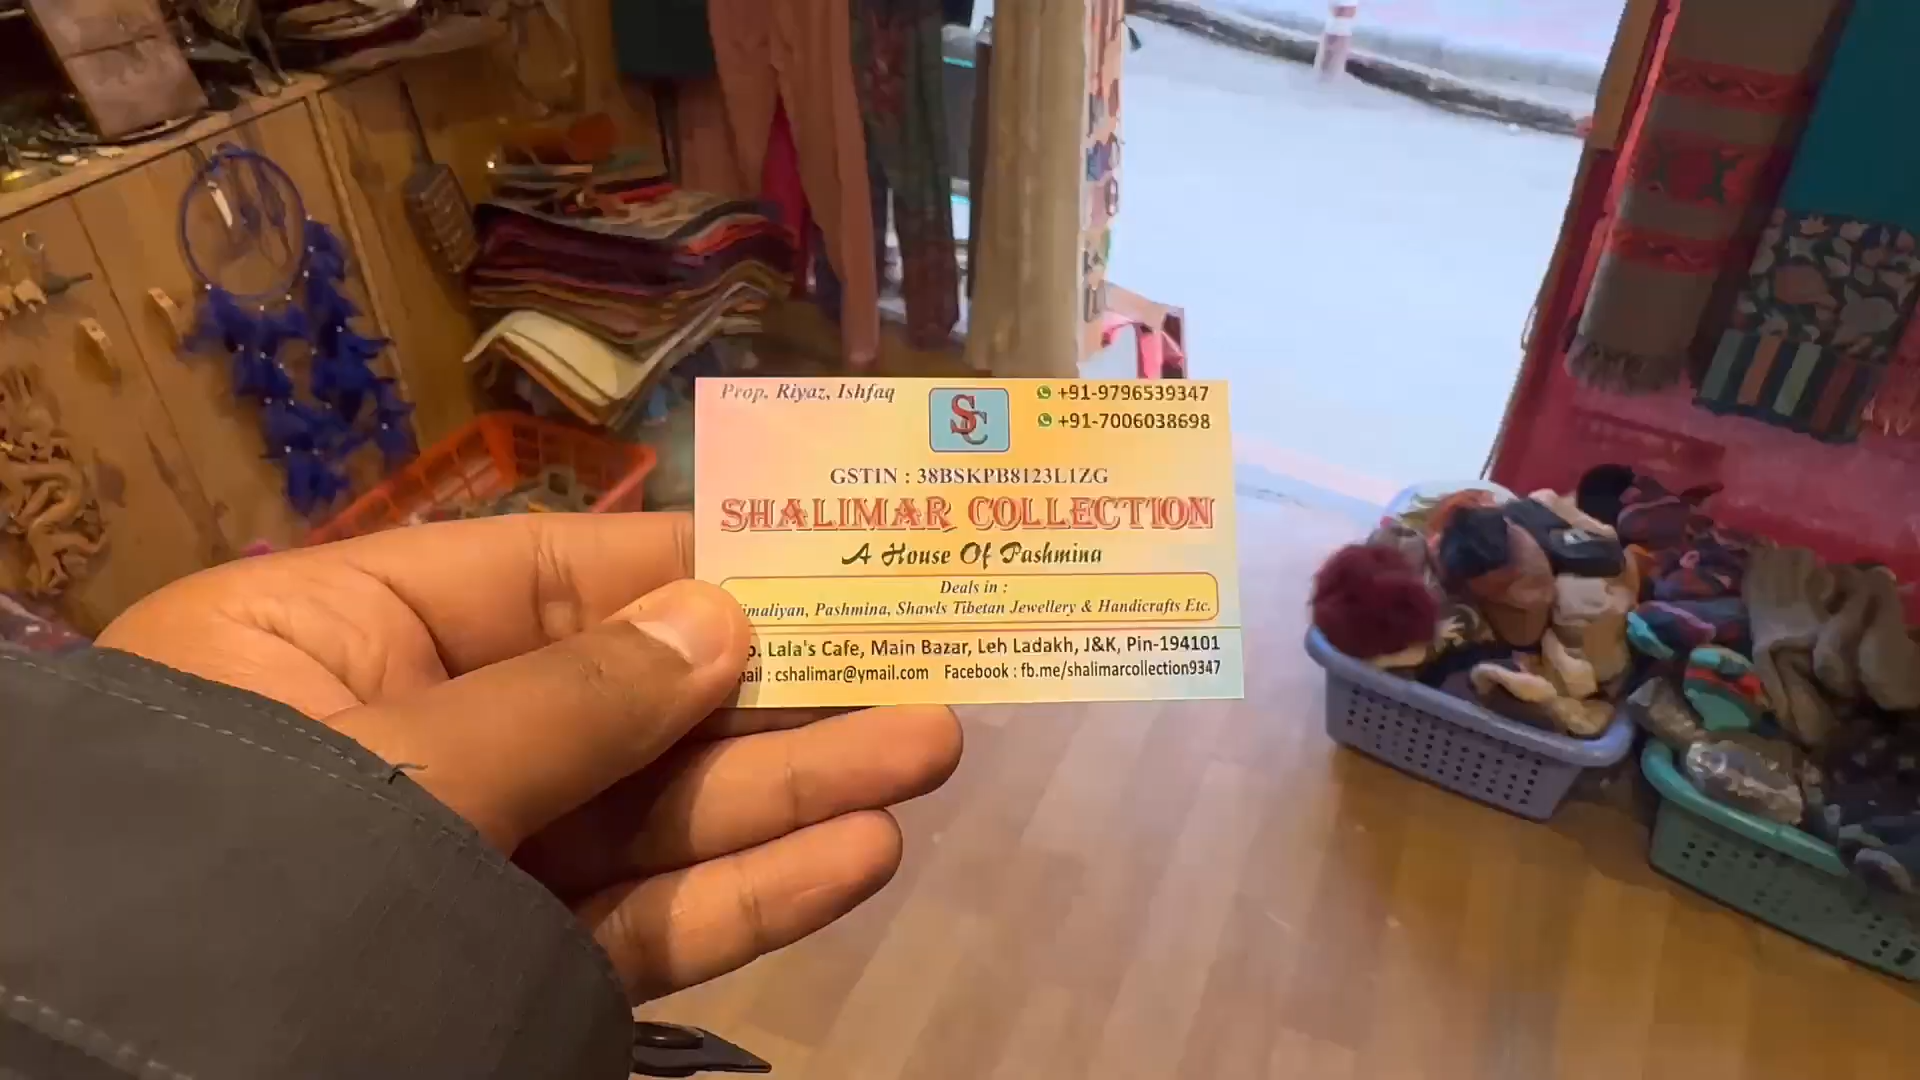 Prop. Riyaz, Ishfaq
SC
+91-9796539347
+91-7006038698
GSTIN : 38BSKPB8123L1ZG
SHALIMAR COLLECTION
A House Of Pashmina
Deals in :
imaliyan, Pashmina, Shawls Tibetan Jewellery & Handicrafts Etc.
p. Lala's Cafe, Main Bazar, Leh Ladakh, J&K, Pin-194101
ail : cshalimar@ymail.com Facebook : fb.me/shalimarcollection9347